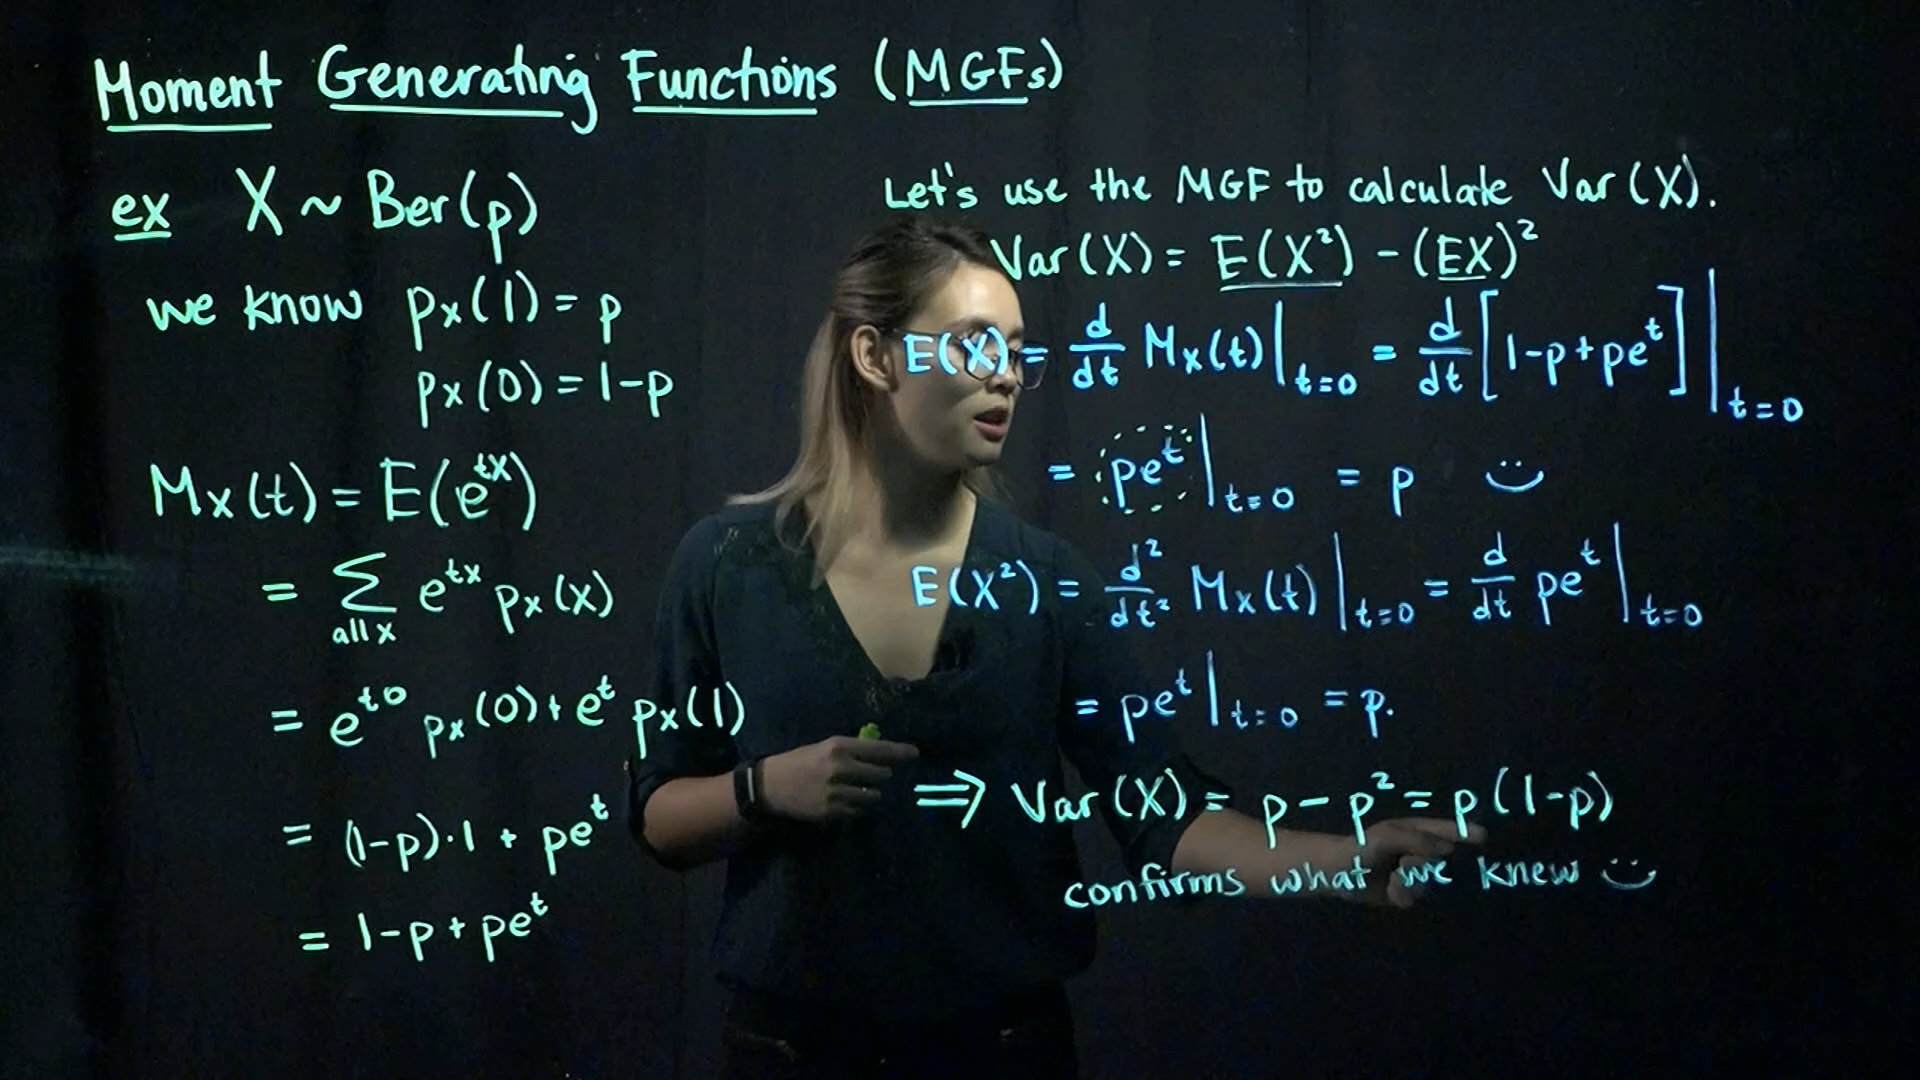 Moment Generating Functions (MGFs)
ex X ~ Ber(p)
we know pₓ(1) = p
pₓ(0) = 1-p
Mₓ(t) = E(e^{tX})
= Σ_{all x} e^{tx} pₓ(x)
= e^{t0} pₓ(0) + e^t pₓ(1)
= (1-p)·1 + pe^t
= 1-p + pe^t
Let's use the MGF to calculate Var(X).
Var(X) = E(X²) - (EX)²
E(X) = d/dt Mₓ(t)|_{t=0} = d/dt [1-p+pe^t]|_{t=0}
= pe^t|_{t=0} = p ü
E(X²) = d²/dt² Mₓ(t)|_{t=0} = d/dt pe^t|_{t=0}
= pe^t|_{t=0} = p.
⟹ Var(X) = p - p² = p(1-p)
confirms what we knew ü